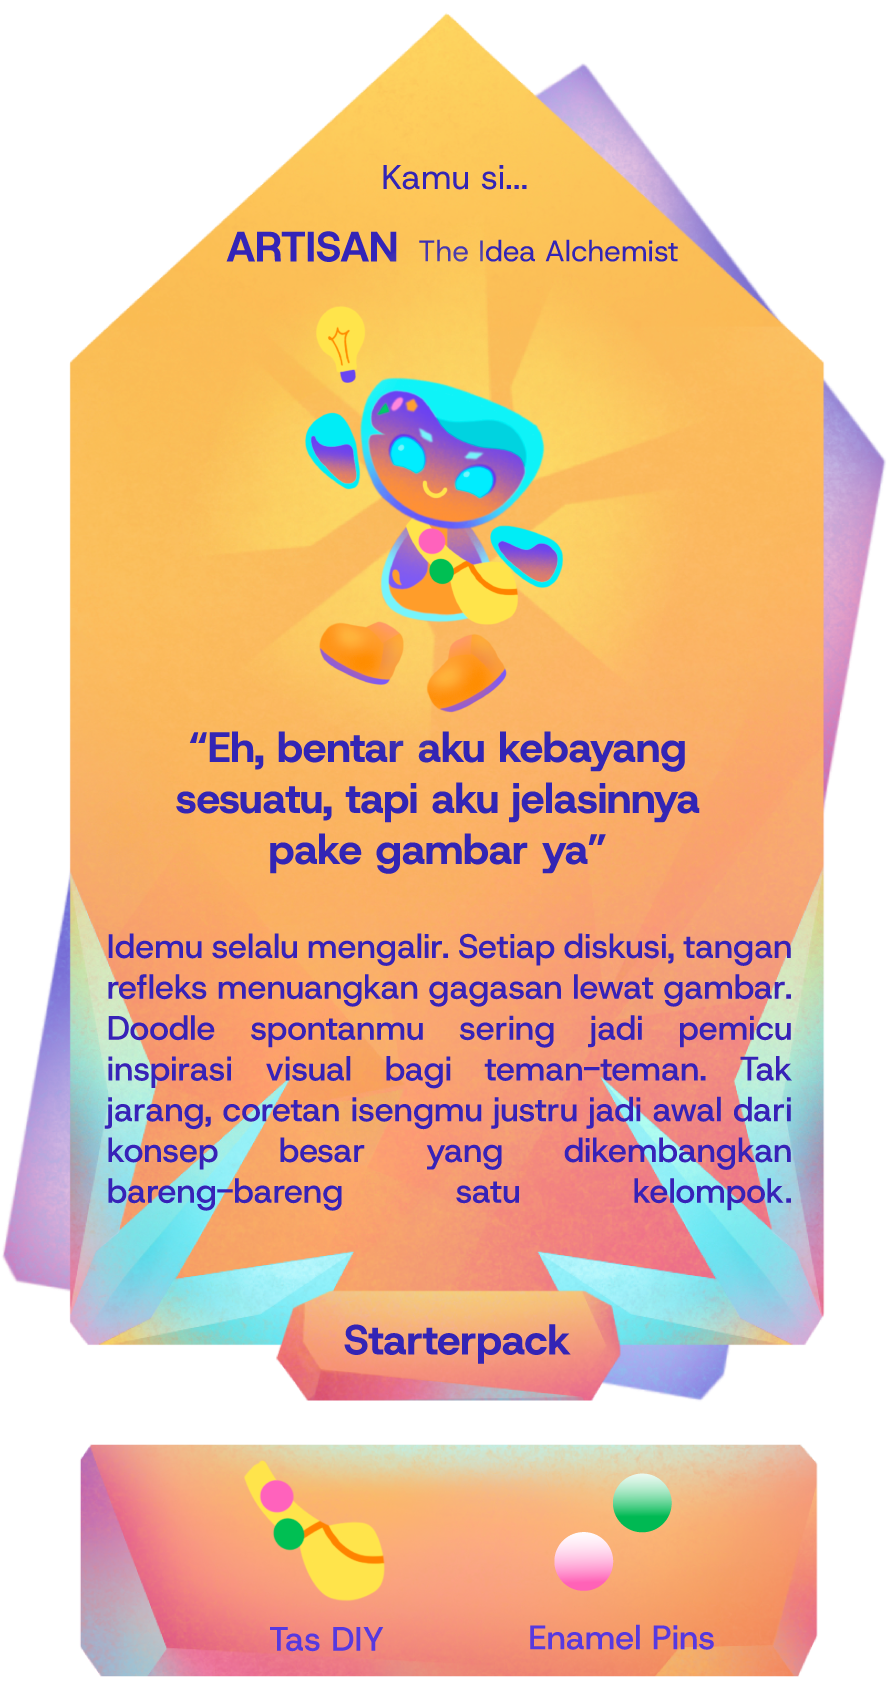 Kamu si...
ARTISAN The Idea Alchemist
“Eh, bentar aku kebayang
sesuatu, tapi aku jelasinnya
pake gambar ya”
Idemu selalu mengalir. Setiap diskusi, tangan
refleks menuangkan gagasan lewat gambar.
Doodle spontanmu sering jadi pemicu
inspirasi visual bagi teman-teman. Tak
jarang, coretan isengmu justru jadi awal dari
konsep besar yang dikembangkan
bareng-bareng satu kelompok.
Starterpack
Tas DIY
Enamel Pins